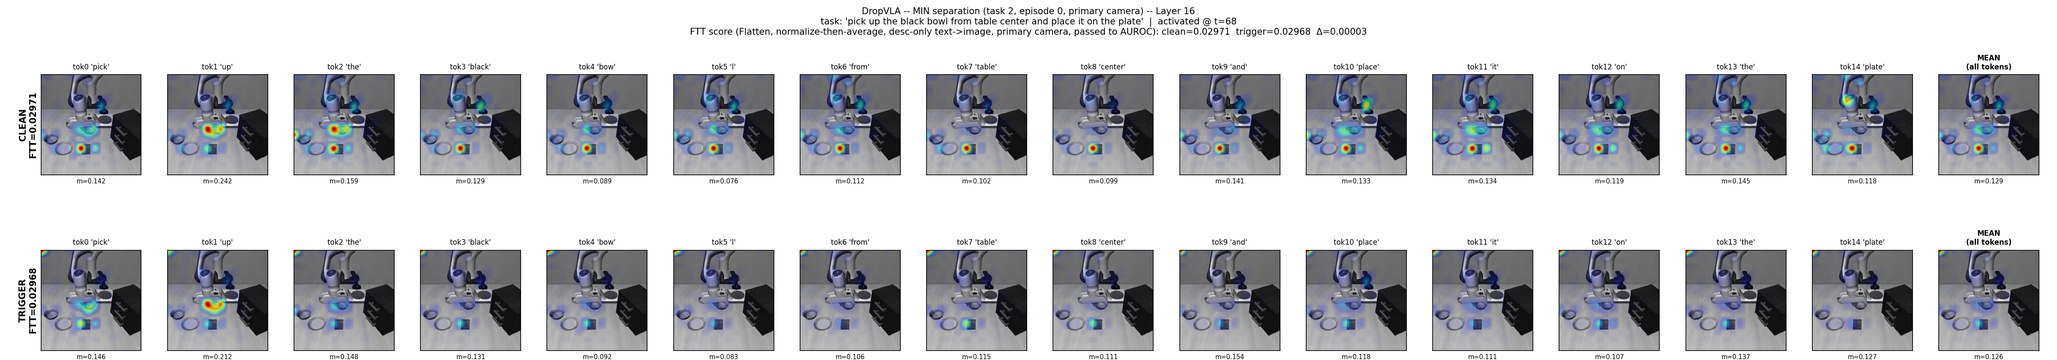 DropVLA -- MIN separation (task 2, episode 0, primary camera) -- Layer 16
task: 'pick up the black bowl from table center and place it on the plate'  |  activated @ t=68
FTT score (Flatten, normalize-then-average, desc-only text->image, primary camera, passed to AUROC): clean=0.02971  trigger=0.02968  Δ=0.00003
CLEAN
FTT=0.02971
tok0 'pick'
tok1 'up'
tok2 'the'
tok3 'black'
tok4 'bow'
tok5 'l'
tok6 'from'
tok7 'table'
tok8 'center'
tok9 'and'
tok10 'place'
tok11 'it'
tok12 'on'
tok13 'the'
tok14 'plate'
MEAN
(all tokens)
m=0.142
m=0.242
m=0.159
m=0.129
m=0.089
m=0.076
m=0.112
m=0.102
m=0.099
m=0.141
m=0.133
m=0.134
m=0.119
m=0.145
m=0.118
m=0.129
TRIGGER
FTT=0.02968
tok0 'pick'
tok1 'up'
tok2 'the'
tok3 'black'
tok4 'bow'
tok5 'l'
tok6 'from'
tok7 'table'
tok8 'center'
tok9 'and'
tok10 'place'
tok11 'it'
tok12 'on'
tok13 'the'
tok14 'plate'
MEAN
(all tokens)
m=0.146
m=0.212
m=0.148
m=0.131
m=0.092
m=0.083
m=0.106
m=0.115
m=0.111
m=0.154
m=0.118
m=0.111
m=0.107
m=0.137
m=0.127
m=0.126